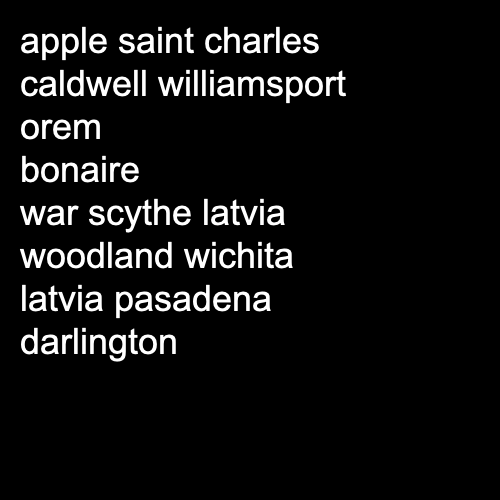 apple saint charles
caldwell williamsport
orem
bonaire
war scythe latvia
woodland wichita
latvia pasadena
darlington